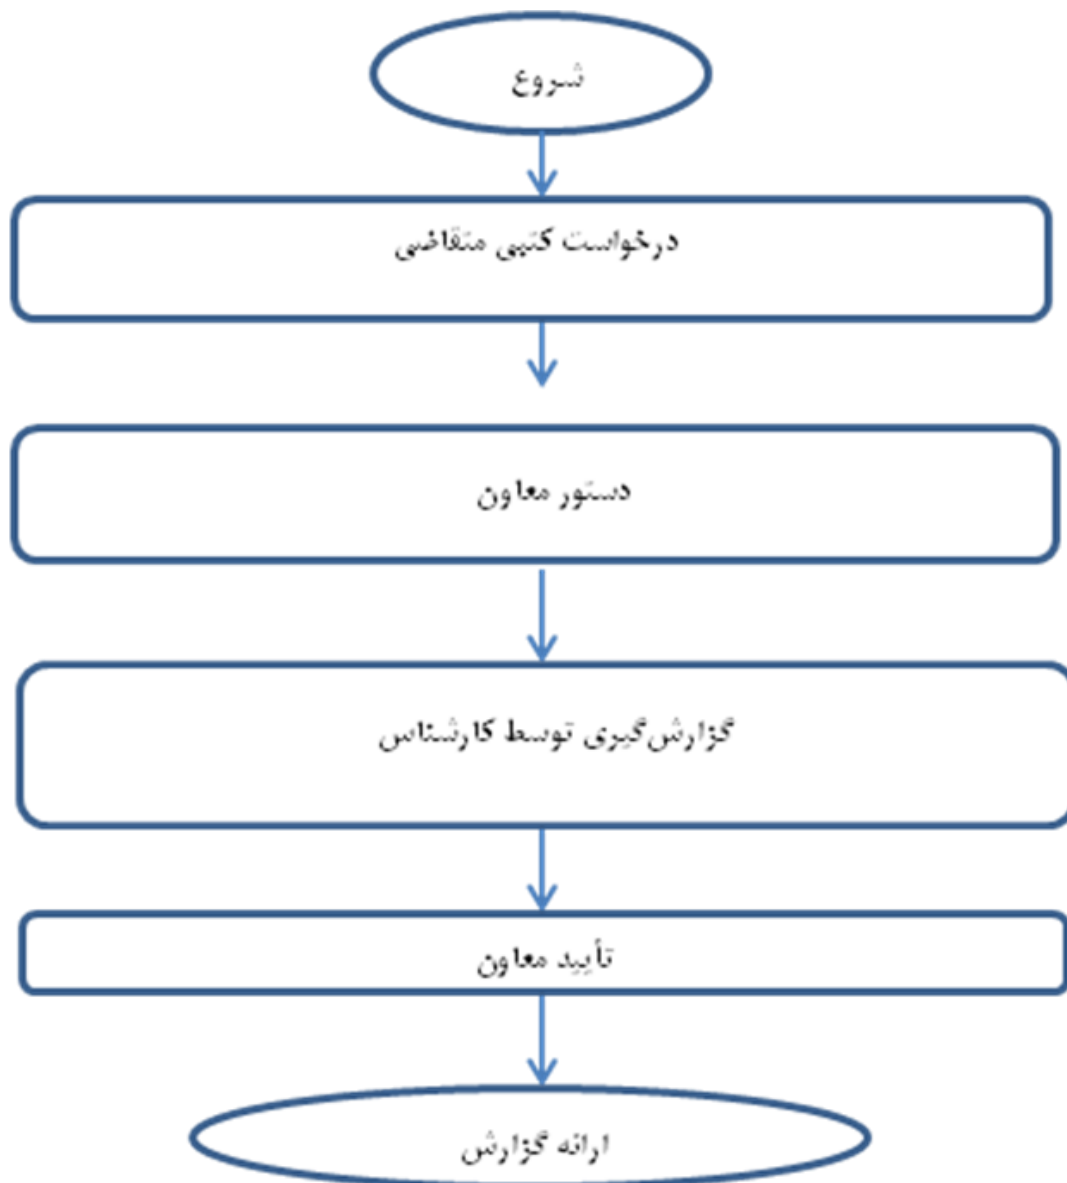 شروع
درخواست کتبی متقاضی
دستور معاون
گزارش‌گیری توسط کارشناس
تأیید معاون
ارائه گزارش